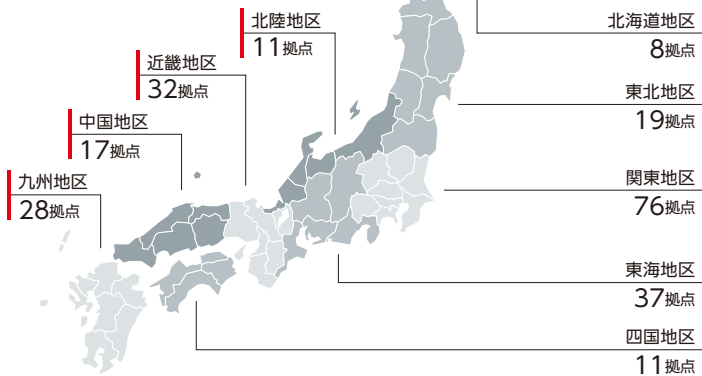 北陸地区
11拠点
近畿地区
32拠点
中国地区
17拠点
九州地区
28拠点
北海道地区
8拠点
東北地区
19拠点
関東地区
76拠点
東海地区
37拠点
四国地区
11拠点